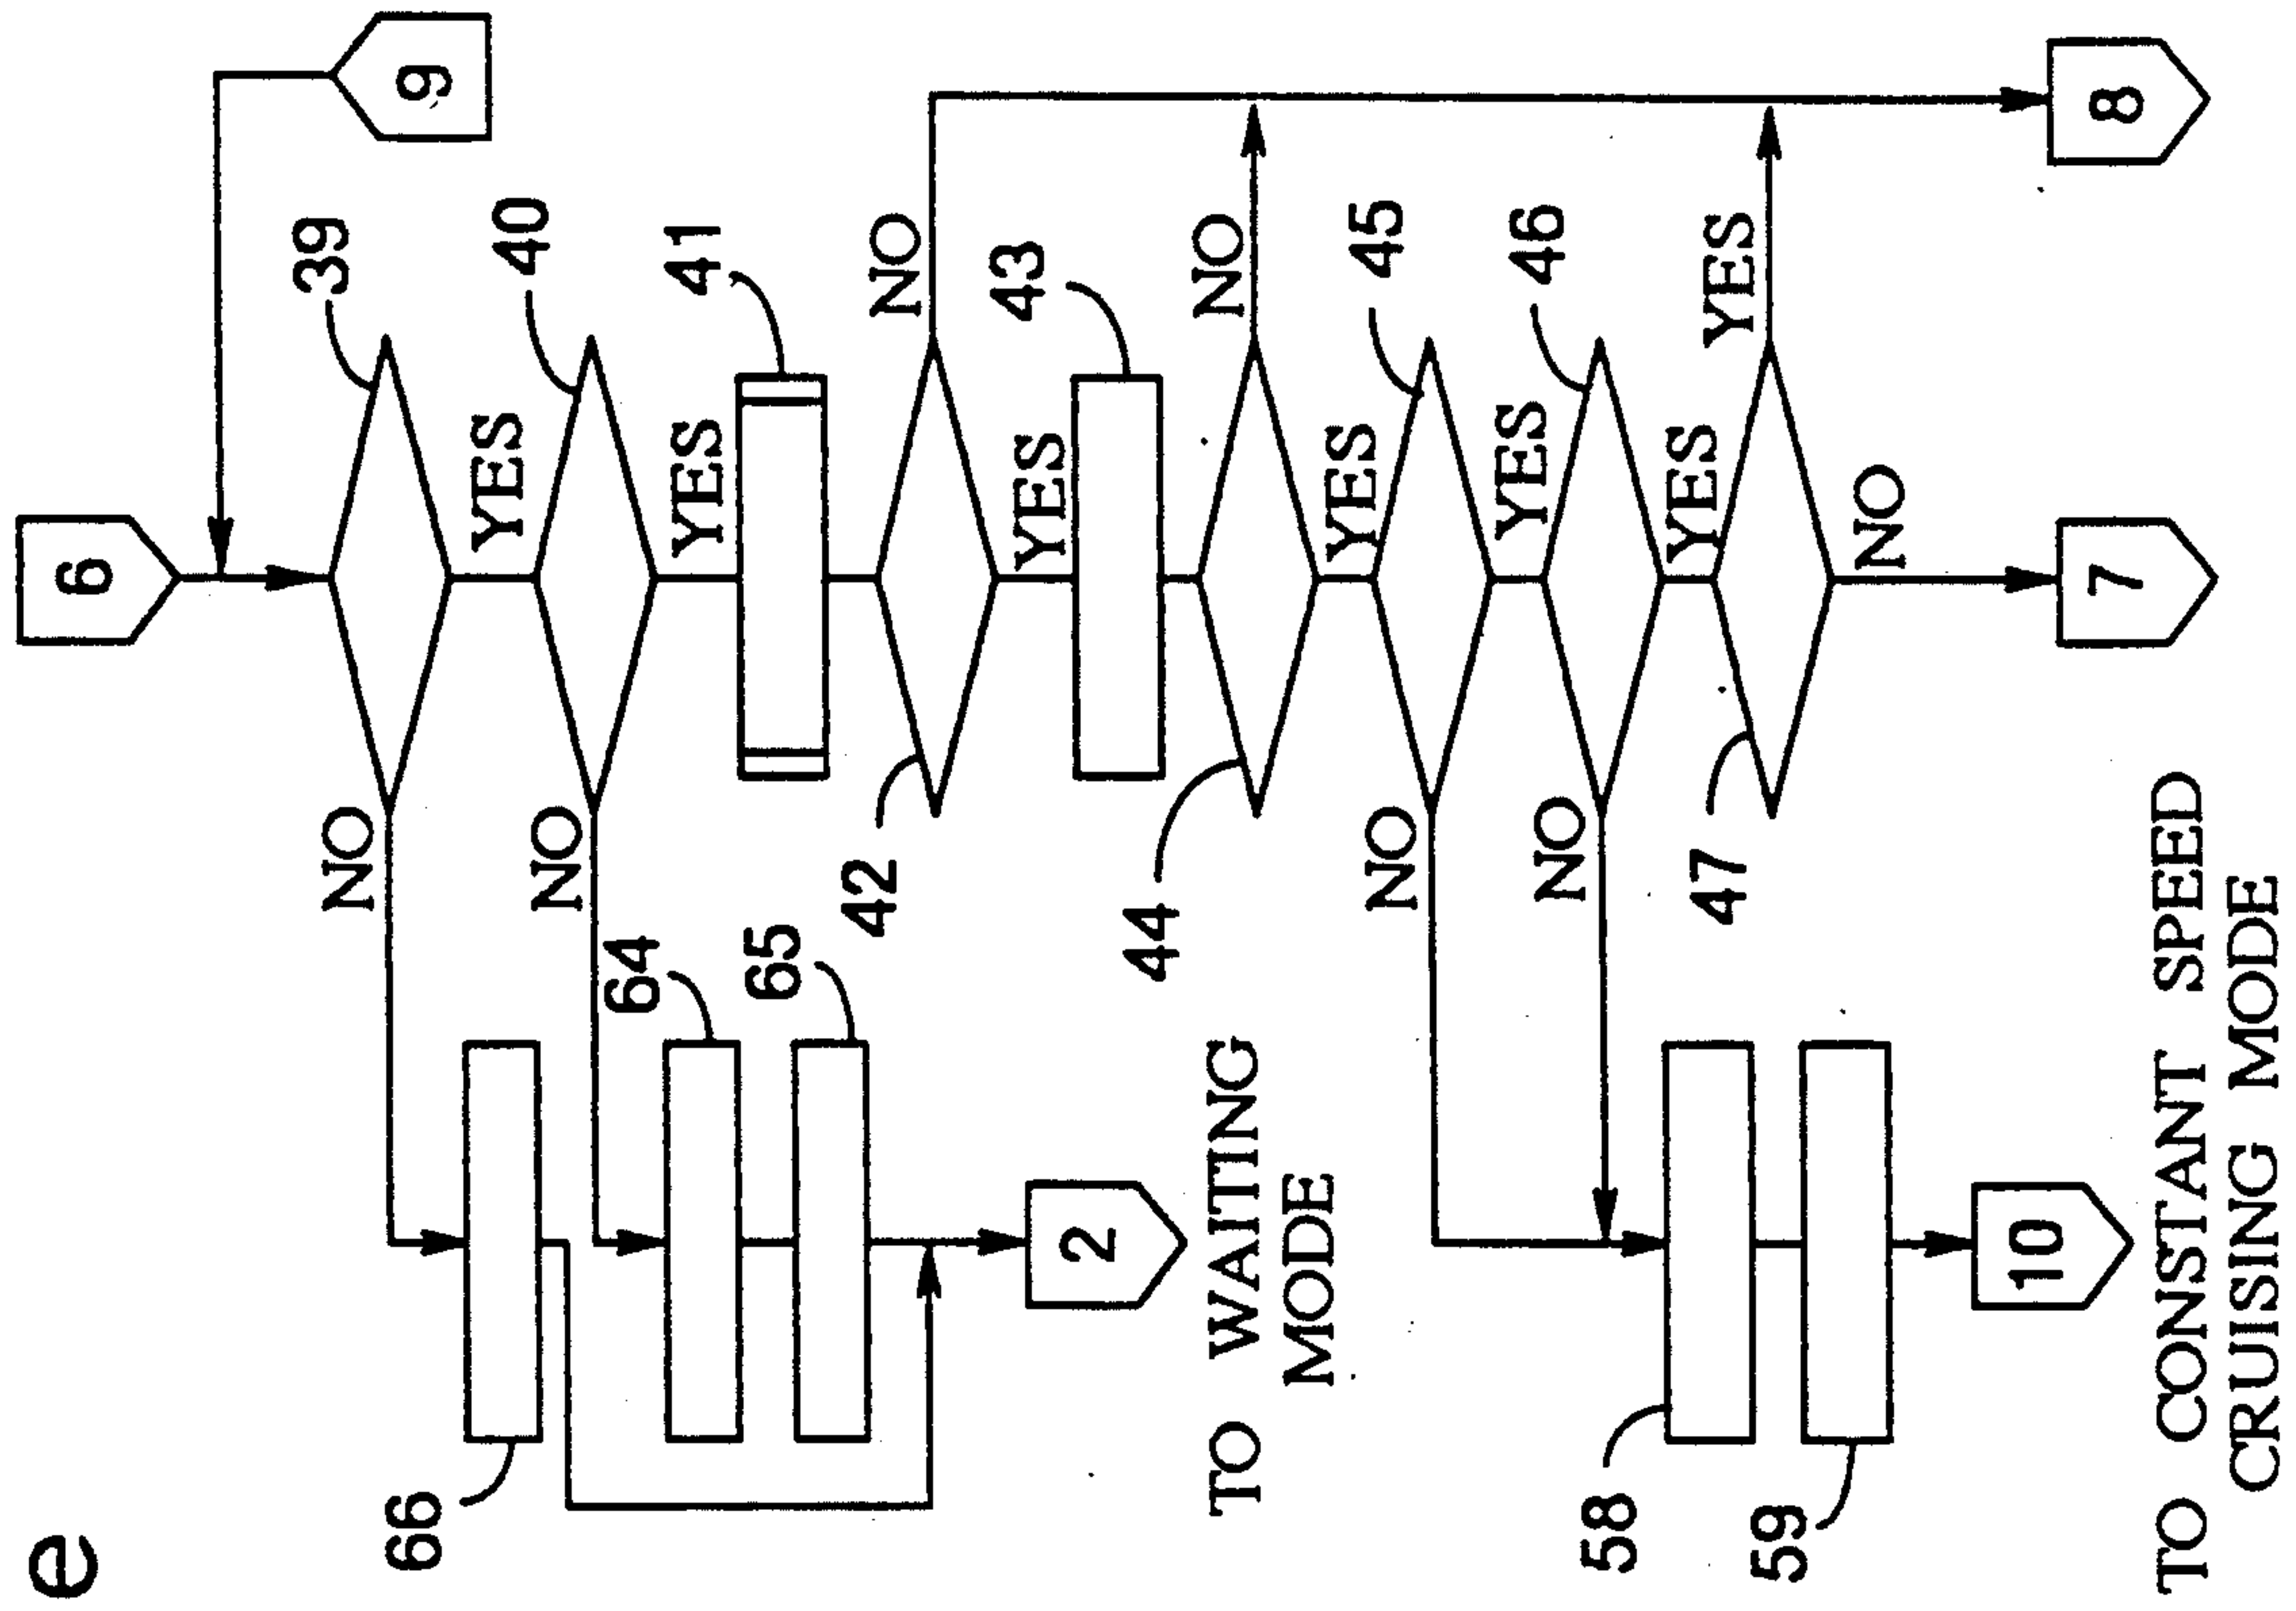 e
6
9
39
NO
YES
40
NO
YES
41
66
64
65
42
NO
YES
43
2
TO WAITING
MODE
44
NO
YES
45
NO
YES
46
NO
YES
47
YES
NO
58
59
10
7
8
TO CONSTANT SPEED
CRUISING MODE